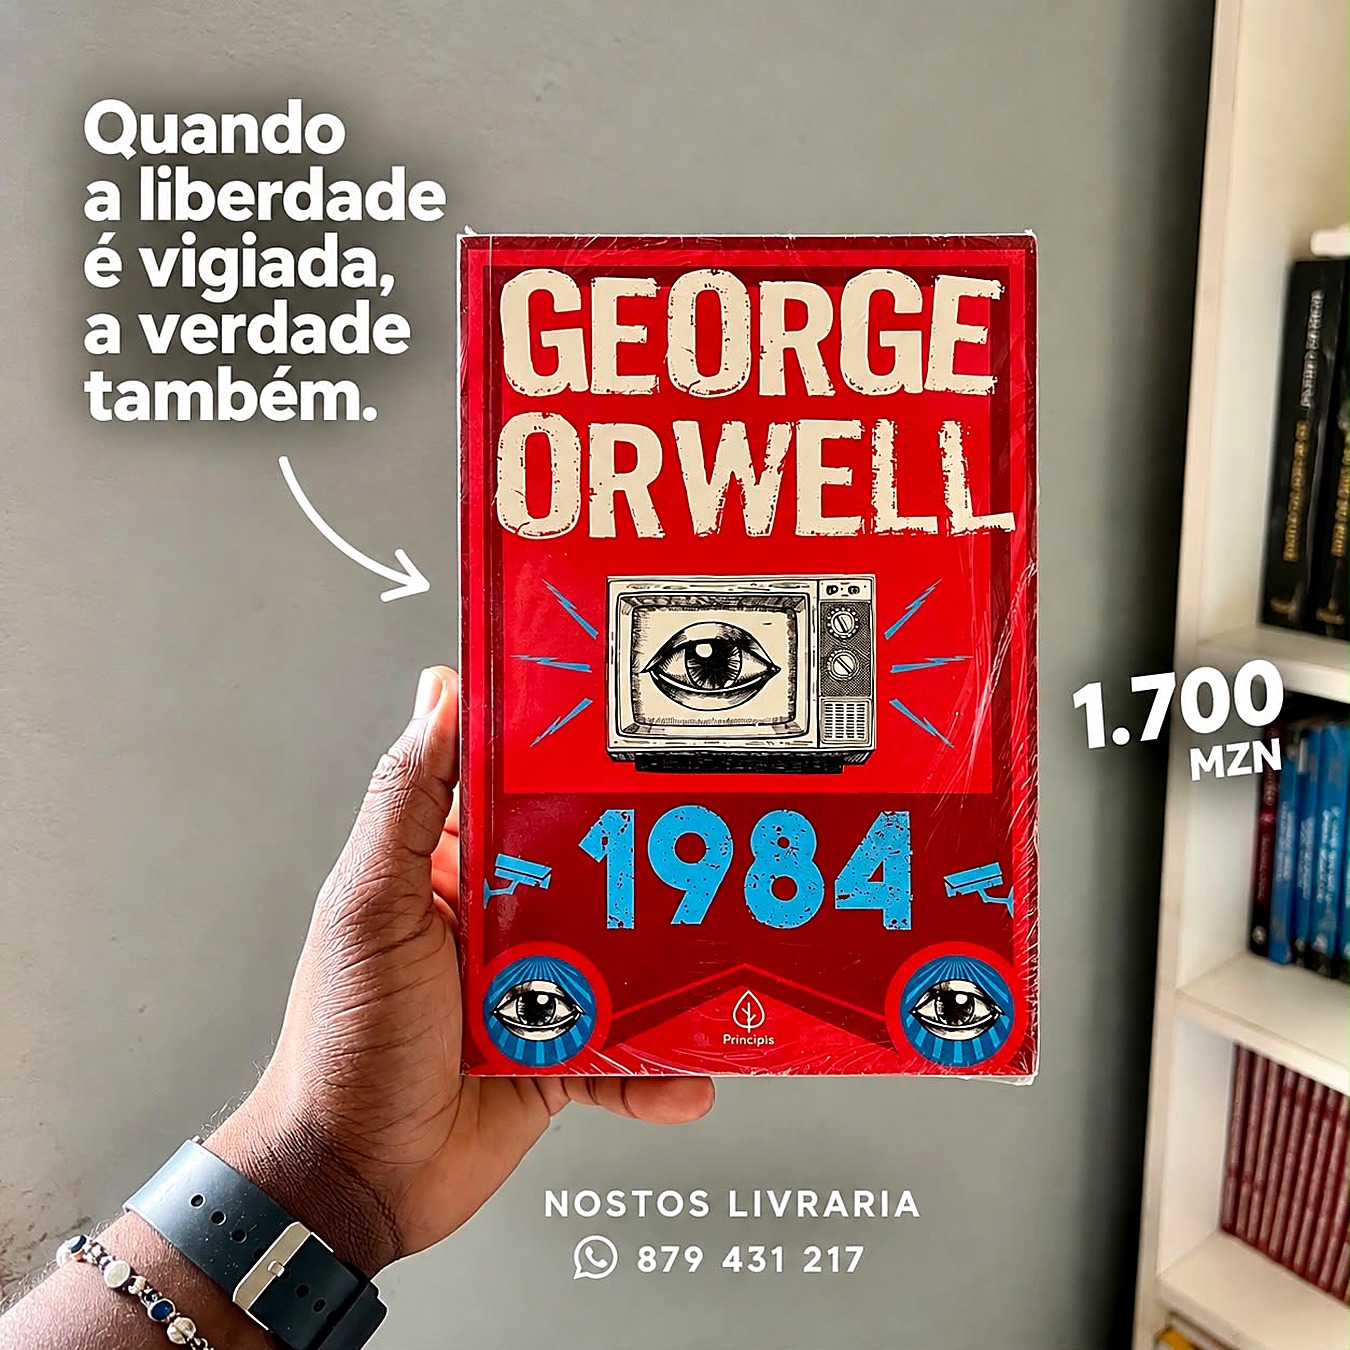 Quando
a liberdade
é vigiada,
a verdade
também.
GEORGE
ORWELL
1984
Principis
1.700
MZN
NOSTOS LIVRARIA
879 431 217